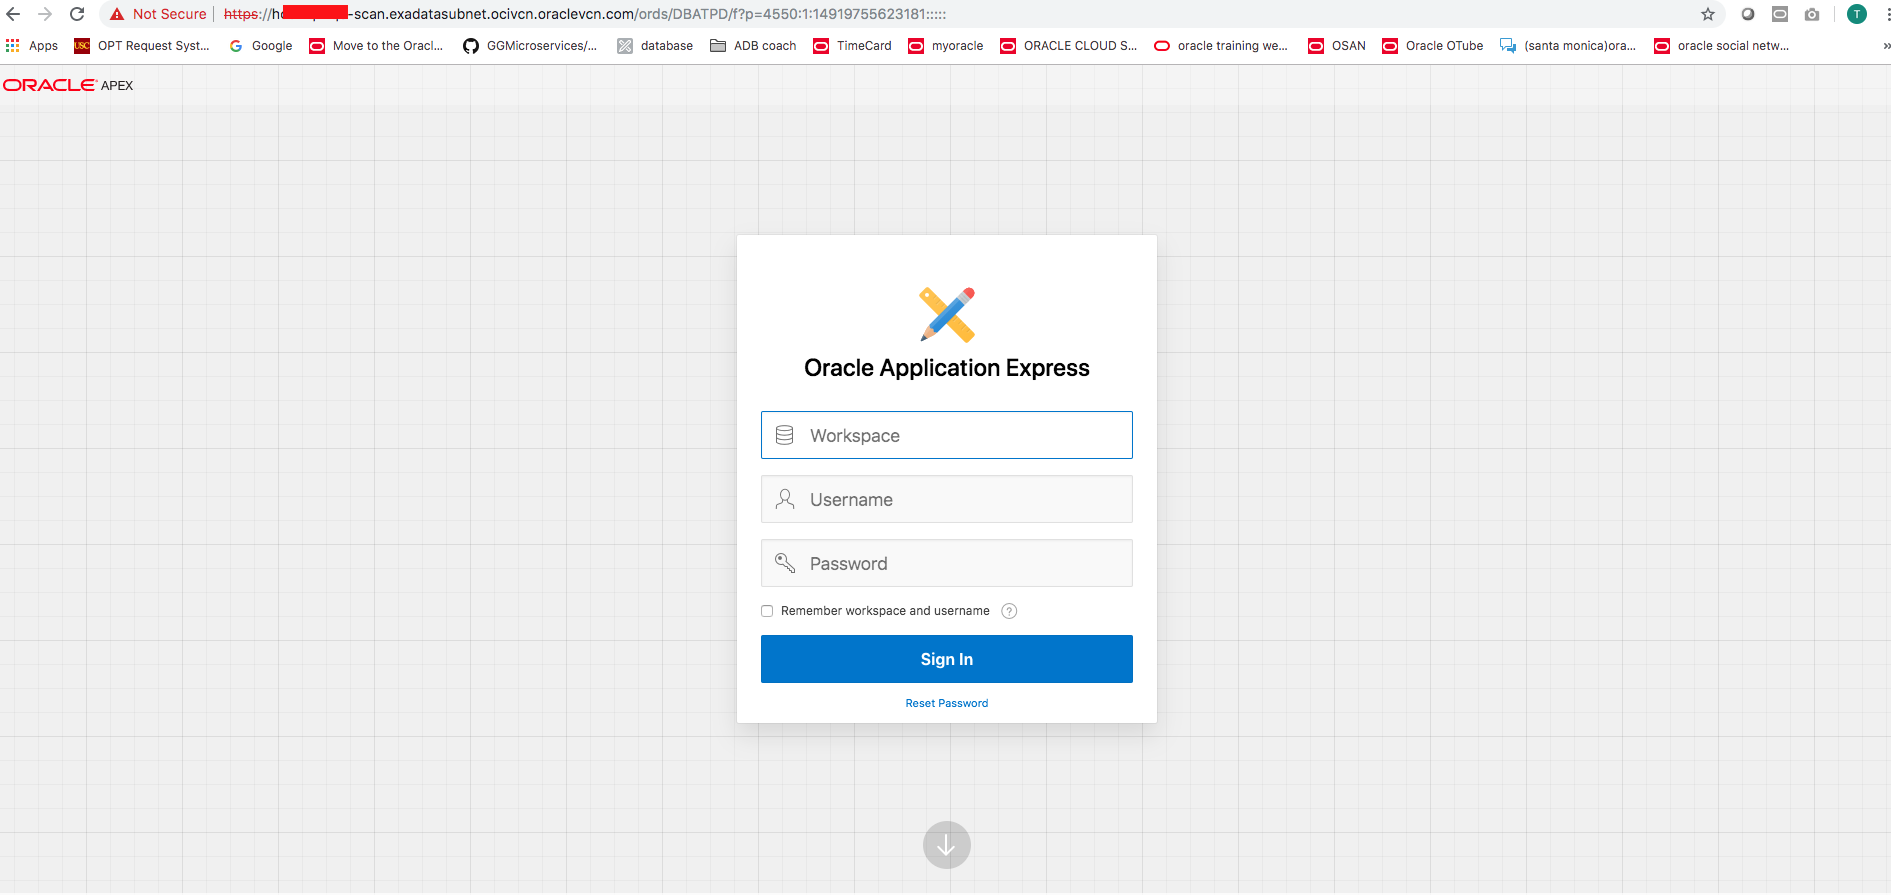 Not Secure https://ho -scan.exadatasubnet.ocivcn.oraclevcn.com/ords/DBATPD/f?p=4550:1:14919755623181::::: T
Apps USC OPT Request Syst... Google Move to the Oracl... GGMicroservices/... database ADB coach TimeCard myoracle ORACLE CLOUD S... oracle training we... OSAN Oracle OTube (santa monica)ora... oracle social netw... »
ORACLE APEX
Oracle Application Express
Workspace
Username
Password
Remember workspace and username ?
Sign In
Reset Password